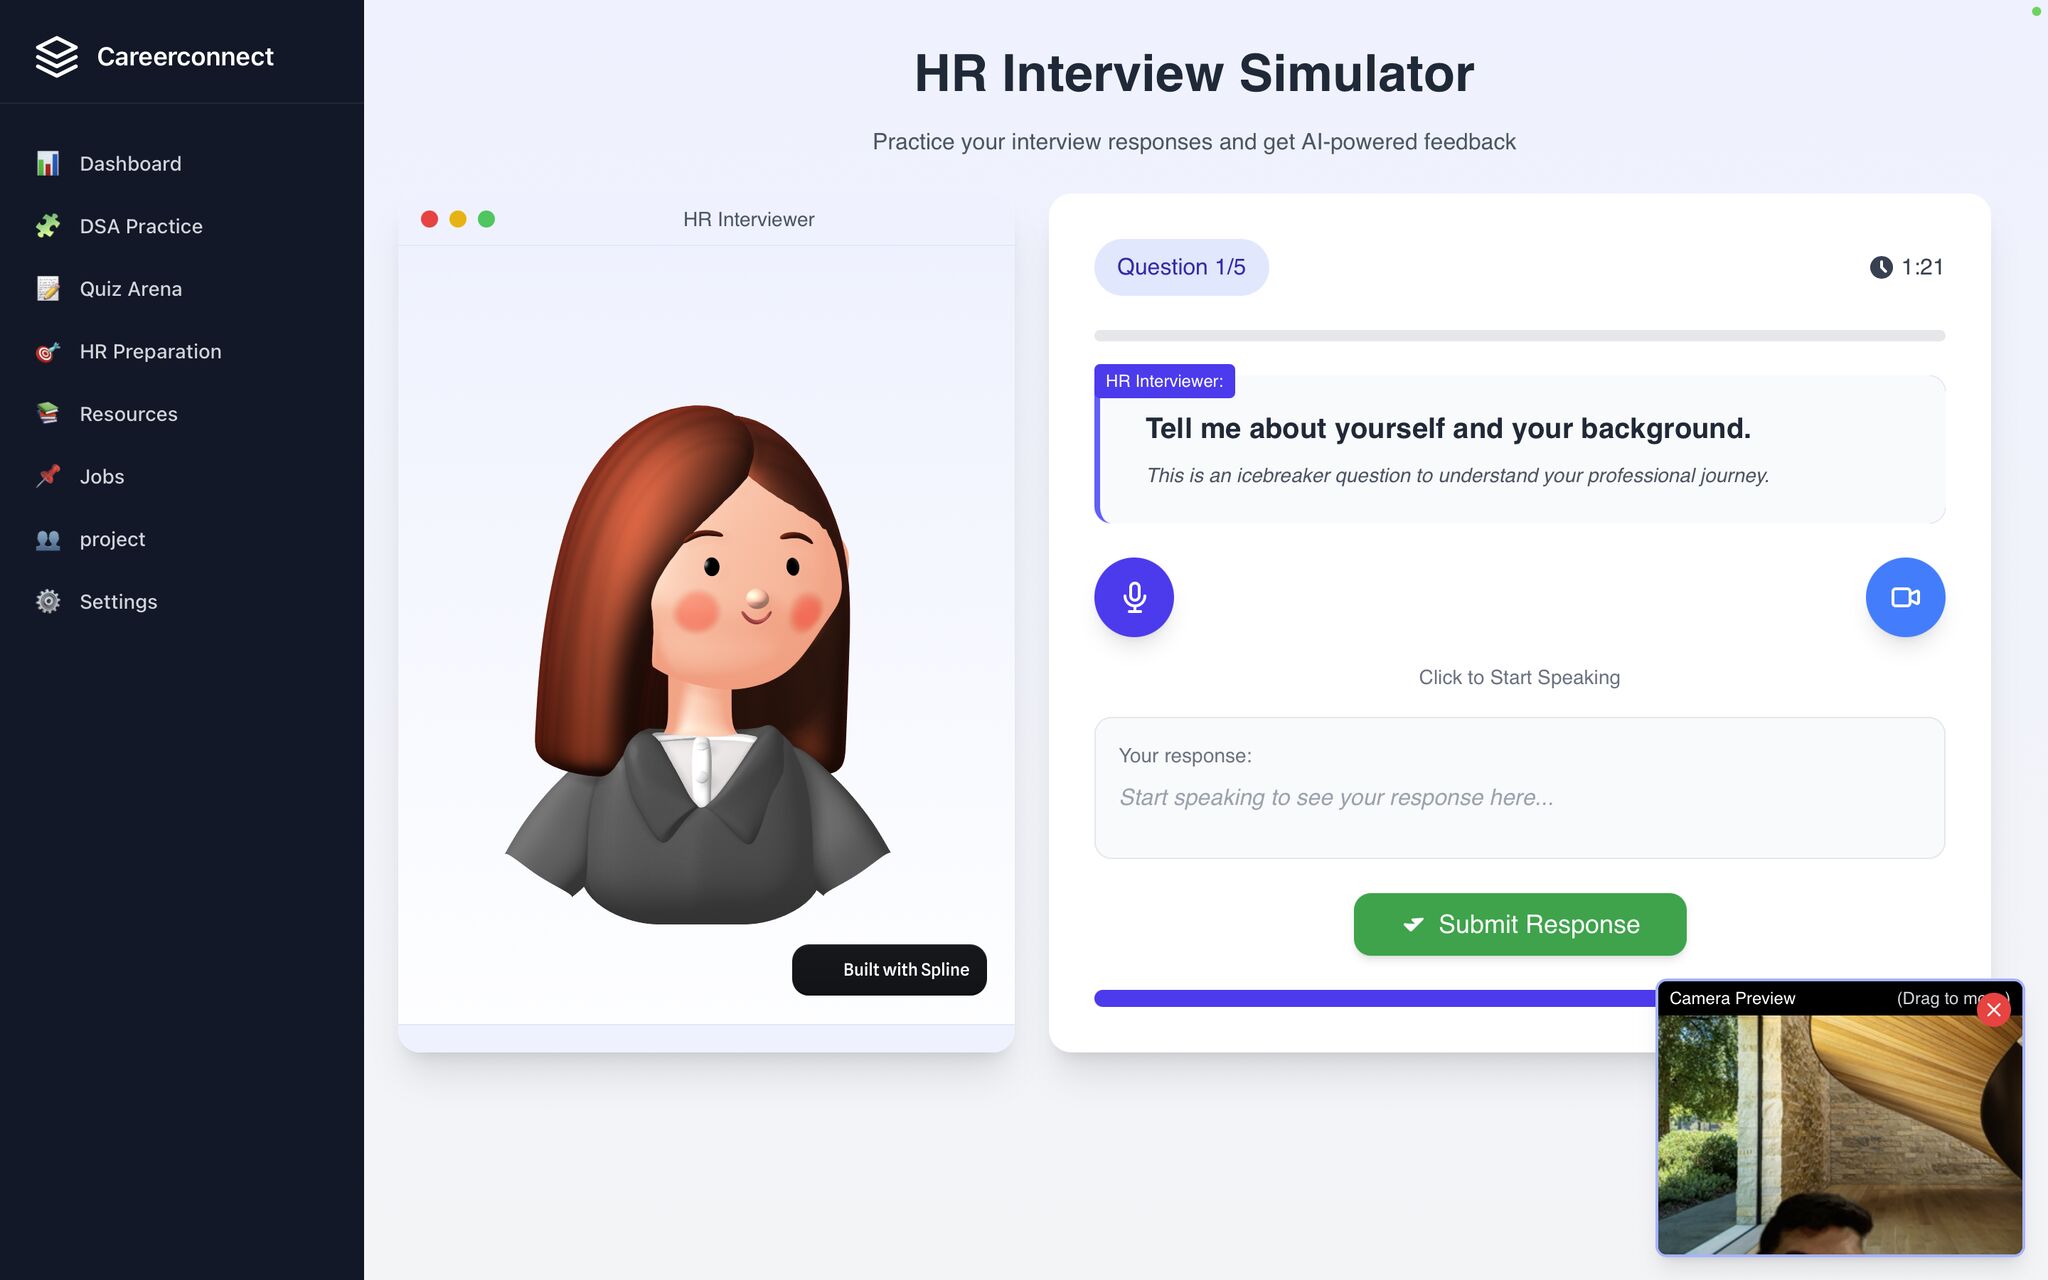 Careerconnect
Dashboard
DSA Practice
Quiz Arena
HR Preparation
Resources
Jobs
project
Settings
HR Interview Simulator
Practice your interview responses and get AI-powered feedback
HR Interviewer
Built with Spline
Question 1/5
1:21
HR Interviewer:
Tell me about yourself and your background.
This is an icebreaker question to understand your professional journey.
Click to Start Speaking
Your response:
Start speaking to see your response here...
Submit Response
Camera Preview
(Drag to